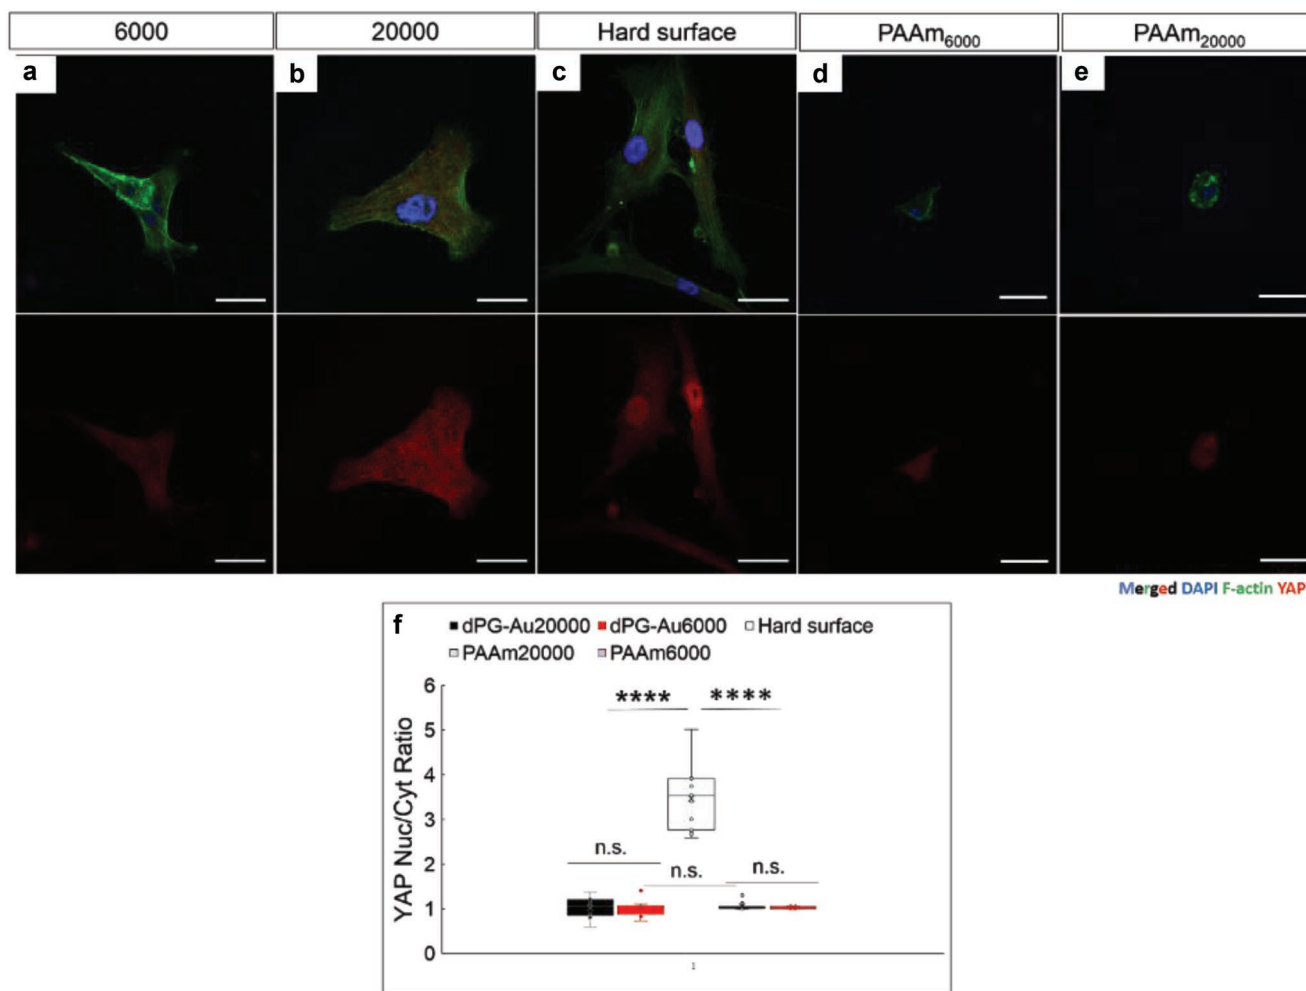 6000
20000
Hard surface
PAAm6000
PAAm20000
a
b
c
d
e
Merged DAPI F-actin YAP
f
dPG-Au20000
dPG-Au6000
Hard surface
PAAm20000
PAAm6000
YAP Nuc/Cyt Ratio
6
5
4
3
2
1
0
****
****
n.s.
n.s.
n.s.
1